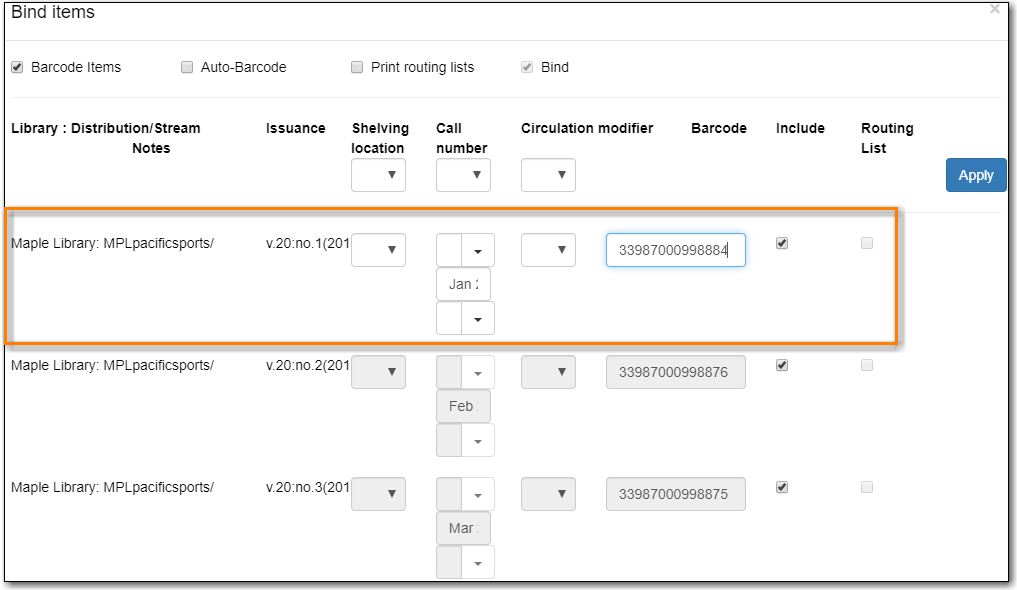 Bind items ×
Barcode Items Auto-Barcode Print routing lists Bind
Library : Distribution/Stream Issuance Shelving Call Circulation modifier Barcode Include Routing
Notes location number List
Apply
Maple Library: MPLpacificsports/ v.20:no.1(201 33987000998884
Jan 2
Maple Library: MPLpacificsports/ v.20:no.2(201 33987000998876
Feb
Maple Library: MPLpacificsports/ v.20:no.3(201 33987000998875
Mar